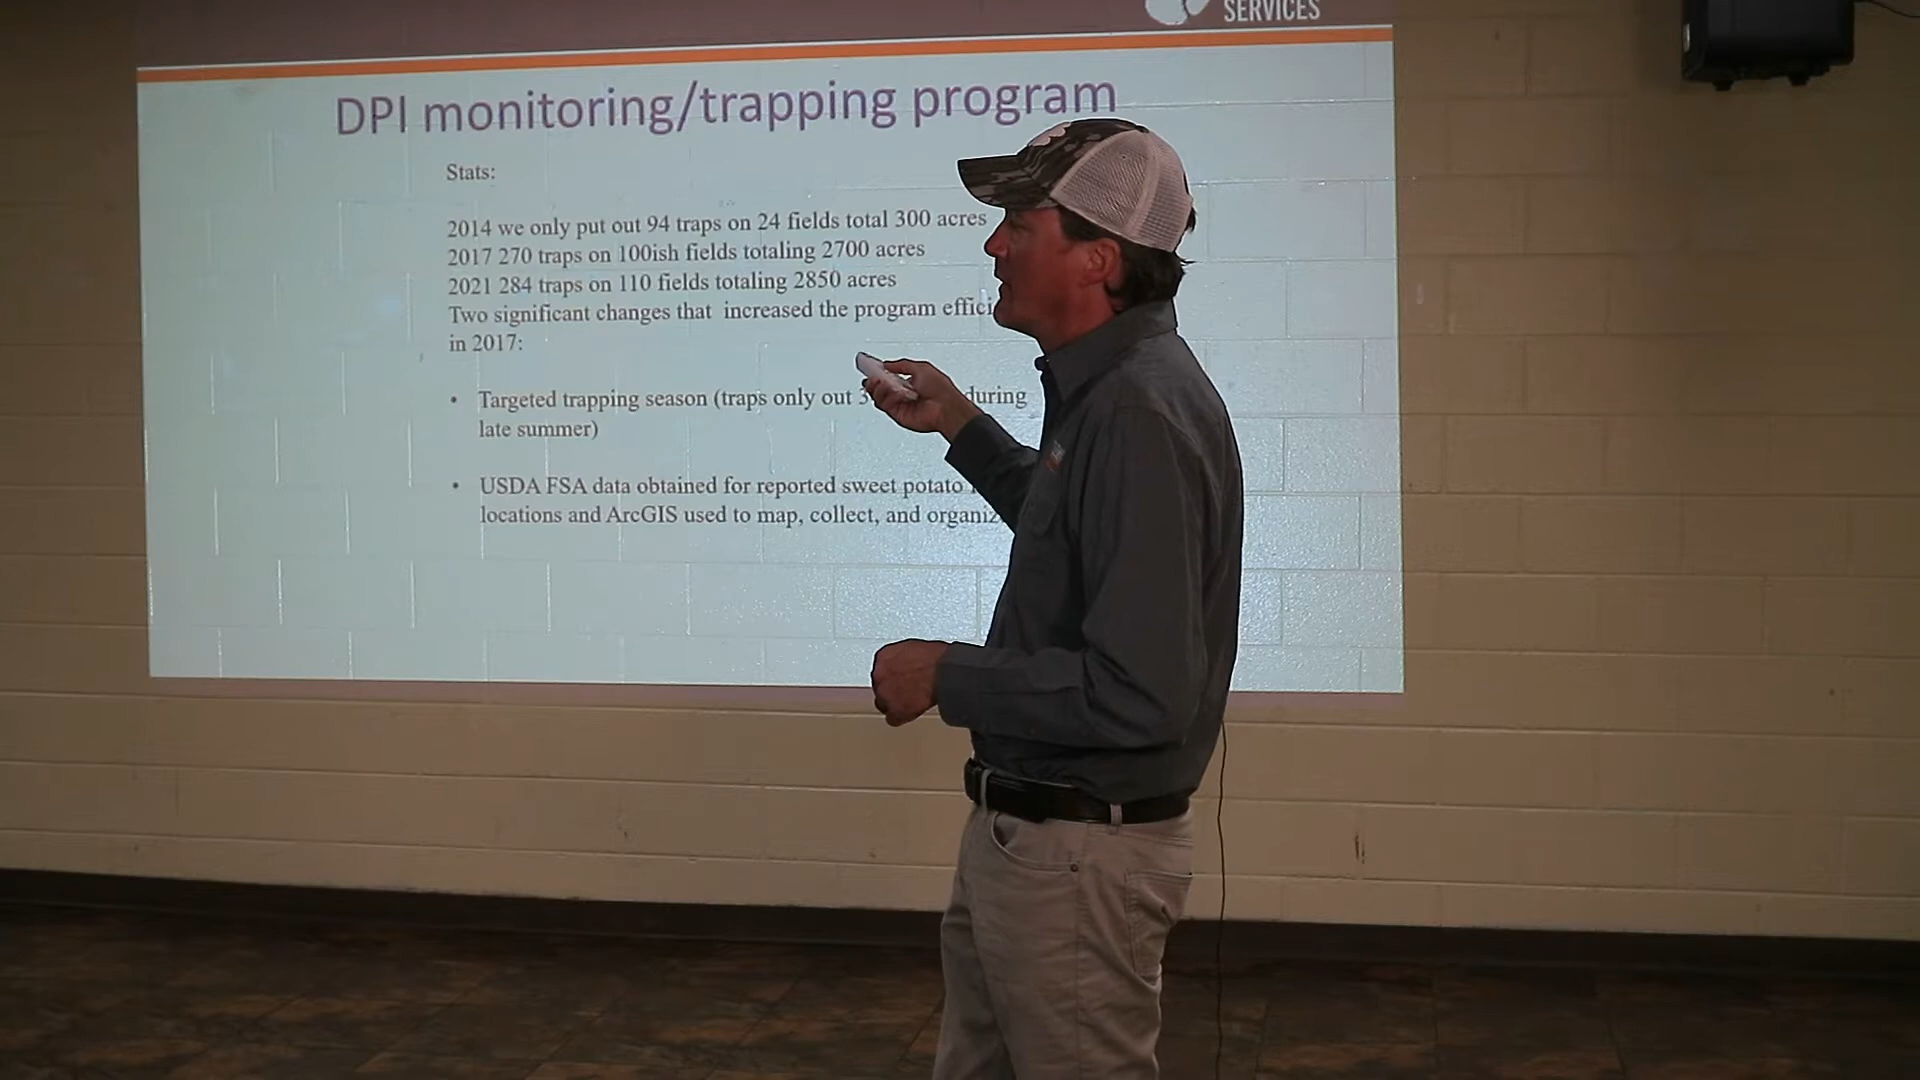 SERVICES
DPI monitoring/trapping program
Stats:
2014 we only put out 94 traps on 24 fields total 300 acres
2017 270 traps on 100ish fields totaling 2700 acres
2021 284 traps on 110 fields totaling 2850 acres
Two significant changes that increased the program
in 2017:
• Targeted trapping season (traps only out during
late summer)
• USDA FSA data obtained for reported sweet potato
locations and ArcGIS used to map, collect, and